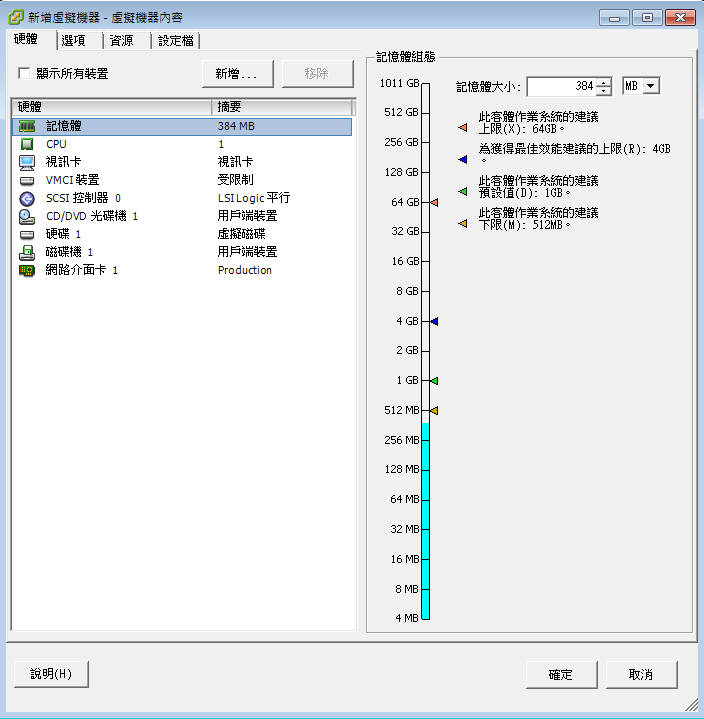 新增虛擬機器 - 虛擬機器內容
硬體 選項 資源 設定檔
顯示所有裝置 新增... 移除
硬體 摘要
記憶體 384 MB
CPU 1
視訊卡 視訊卡
VMCI 裝置 受限制
SCSI 控制器 0 LSI Logic 平行
CD/DVD 光碟機 1 用戶端裝置
硬碟 1 虛擬磁碟
磁碟機 1 用戶端裝置
網路介面卡 1 Production
記憶體組態
記憶體大小: 384 MB
1011 GB
512 GB
256 GB
128 GB
64 GB
32 GB
16 GB
8 GB
4 GB
2 GB
1 GB
512 MB
256 MB
128 MB
64 MB
32 MB
16 MB
8 MB
4 MB
此客體作業系統的建議
上限(X): 64GB。
為獲得最佳效能建議的上限(R): 4GB
。
此客體作業系統的建議
預設值(D): 1GB。
此客體作業系統的建議
下限(M): 512MB。
說明(H) 確定 取消